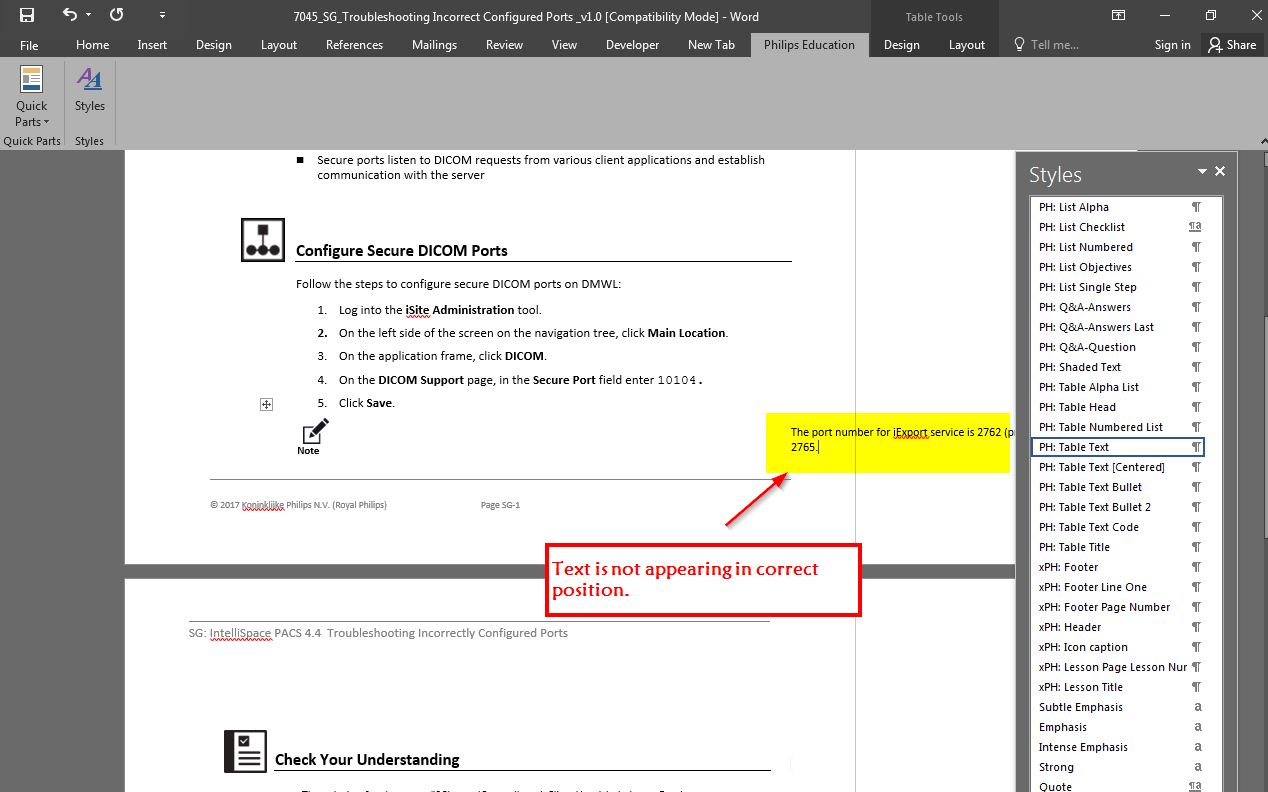 7045_SG_Troubleshooting Incorrect Configured Ports _v1.0 [Compatibility Mode] - Word
Table Tools
File Home Insert Design Layout References Mailings Review View Developer New Tab Philips Education Design Layout Tell me... Sign in Share
Quick Parts
Styles
Quick Parts Styles
Secure ports listen to DICOM requests from various client applications and establish
communication with the server
Configure Secure DICOM Ports
Follow the steps to configure secure DICOM ports on DMWL:
1. Log into the iSite Administration tool.
2. On the left side of the screen on the navigation tree, click Main Location.
3. On the application frame, click DICOM.
4. On the DICOM Support page, in the Secure Port field enter 10104.
5. Click Save.
Note
The port number for iExport service is 2762 (p
2765.
© 2017 Koninklijke Philips N.V. (Royal Philips) Page SG-1
Text is not appearing in correct
position.
SG: IntelliSpace PACS 4.4 Troubleshooting Incorrectly Configured Ports
Check Your Understanding
Styles
PH: List Alpha ¶
PH: List Checklist ¶a
PH: List Numbered ¶
PH: List Objectives ¶
PH: List Single Step ¶
PH: Q&A-Answers ¶
PH: Q&A-Answers Last ¶
PH: Q&A-Question ¶
PH: Shaded Text ¶
PH: Table Alpha List ¶
PH: Table Head ¶
PH: Table Numbered List ¶
PH: Table Text ¶
PH: Table Text [Centered] ¶
PH: Table Text Bullet ¶
PH: Table Text Bullet 2 ¶
PH: Table Text Code ¶
PH: Table Title ¶
xPH: Footer ¶
xPH: Footer Line One ¶
xPH: Footer Page Number ¶
xPH: Header ¶
xPH: Icon caption ¶
xPH: Lesson Page Lesson Nur ¶
xPH: Lesson Title ¶
Subtle Emphasis a
Emphasis a
Intense Emphasis a
Strong a
Quote ¶a